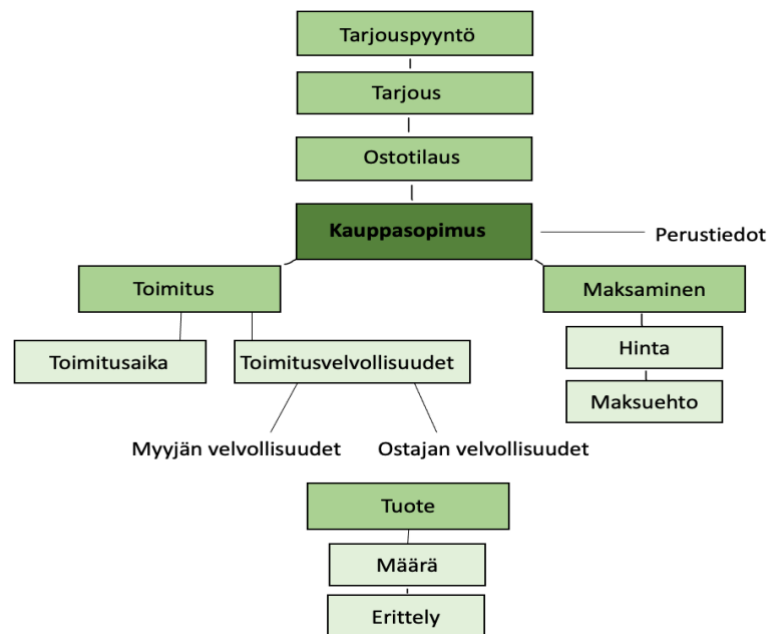 Tarjouspyyntö
Tarjous
Ostotilaus
Kauppasopimus
Perustiedot
Toimitus
Maksaminen
Toimitusaika
Toimitusvelvollisuudet
Hinta
Maksuehto
Myyjän velvollisuudet
Ostajan velvollisuudet
Tuote
Määrä
Erittely